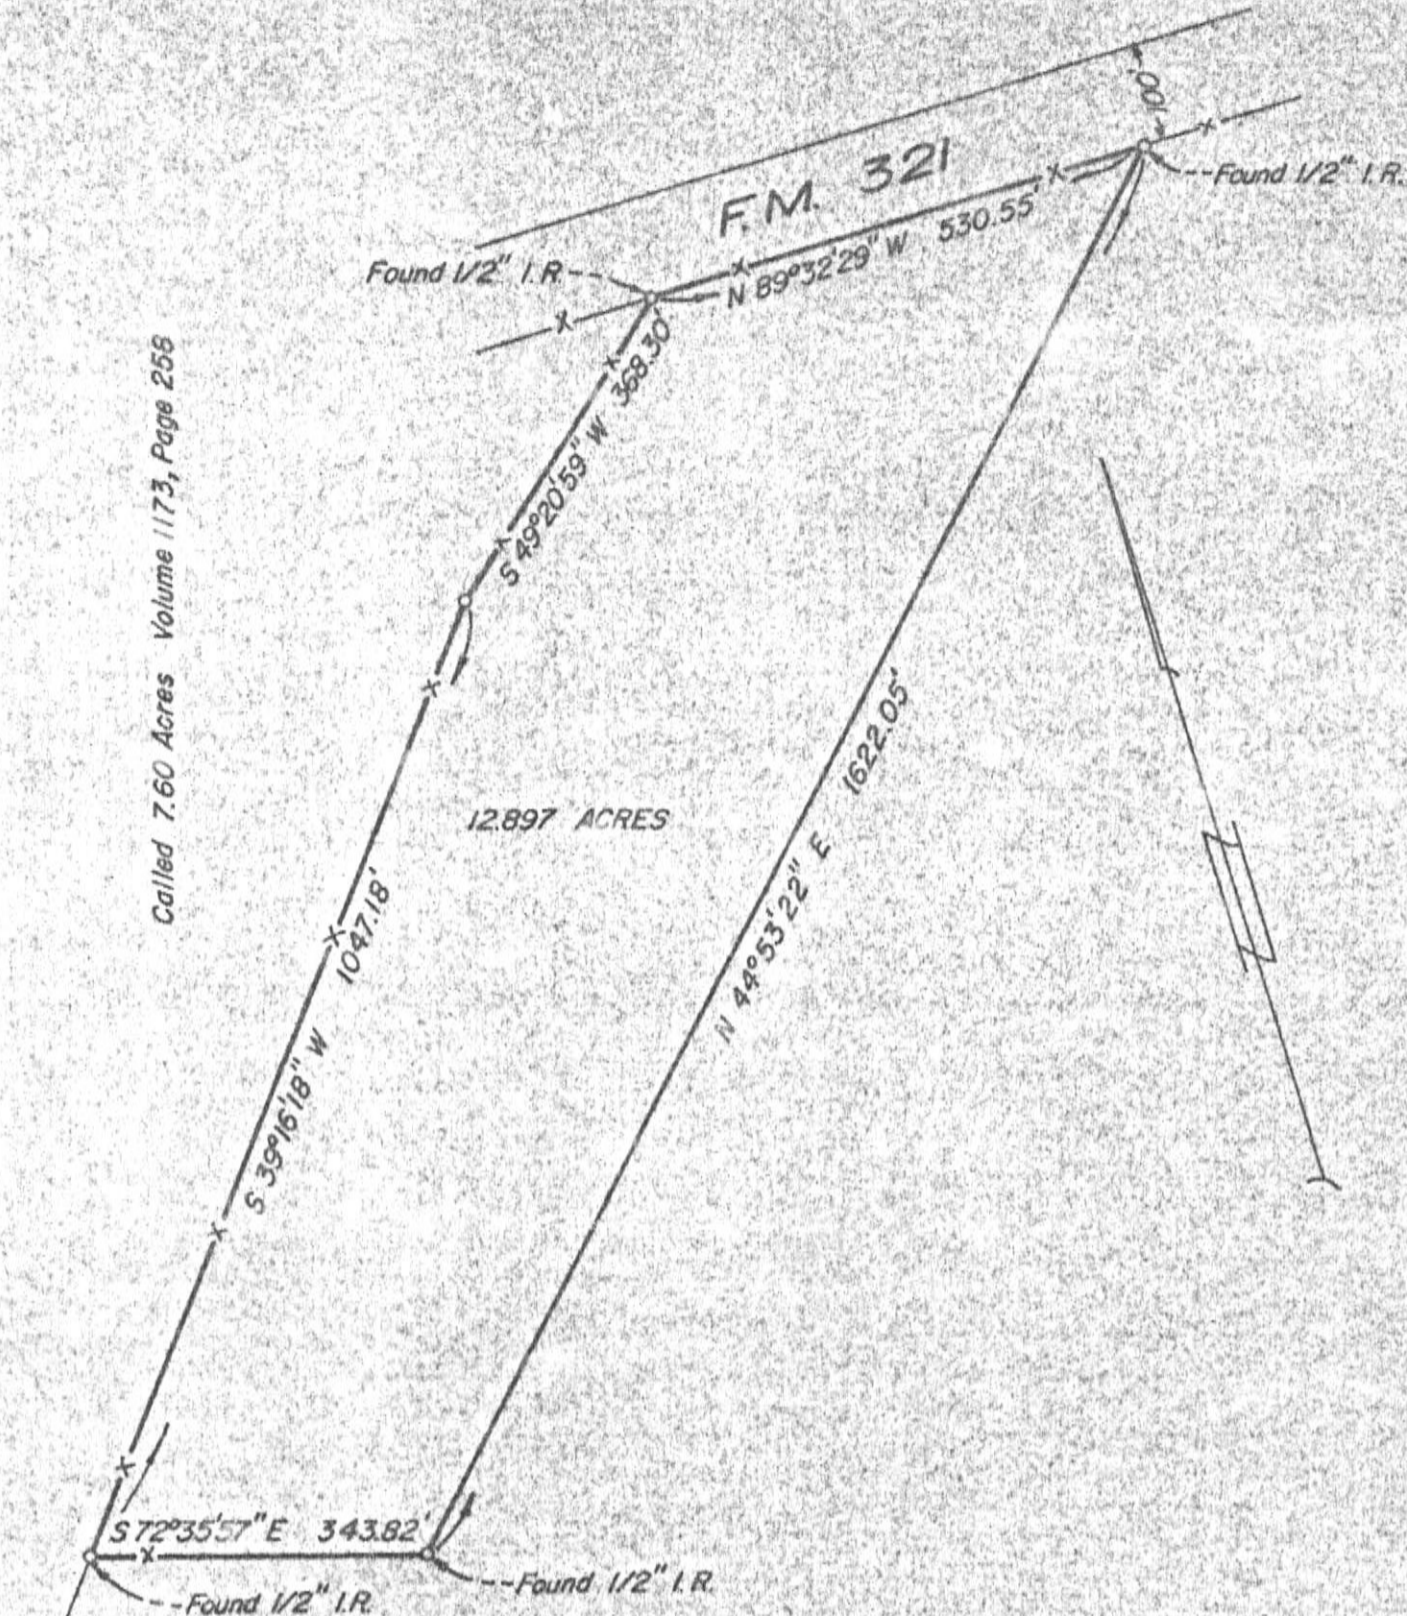 100'
F.M. 321
Found 1/2" I.R.
Found 1/2" I.R.
N 89°32'29" W 530.55'
S 49°20'59" W 368.30'
Called 7.60 Acres Volume 1173, Page 258
12.897 ACRES
N 44°53'22" E 1622.05'
S 39°16'18" W 1047.18'
S 72°35'57" E 343.82'
Found 1/2" I.R.
Found 1/2" I.R.